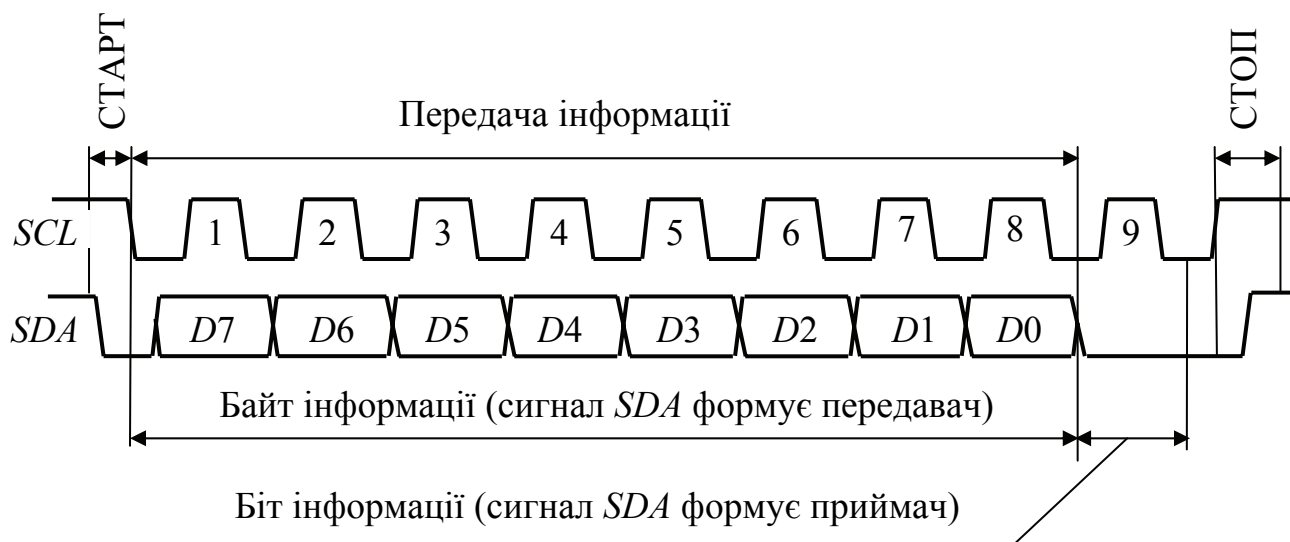 СТАРТ
СТОП
Передача інформації
SCL 1 2 3 4 5 6 7 8 9
SDA D7 D6 D5 D4 D3 D2 D1 D0
Байт інформації (сигнал SDA формує передавач)
Біт інформації (сигнал SDA формує приймач)